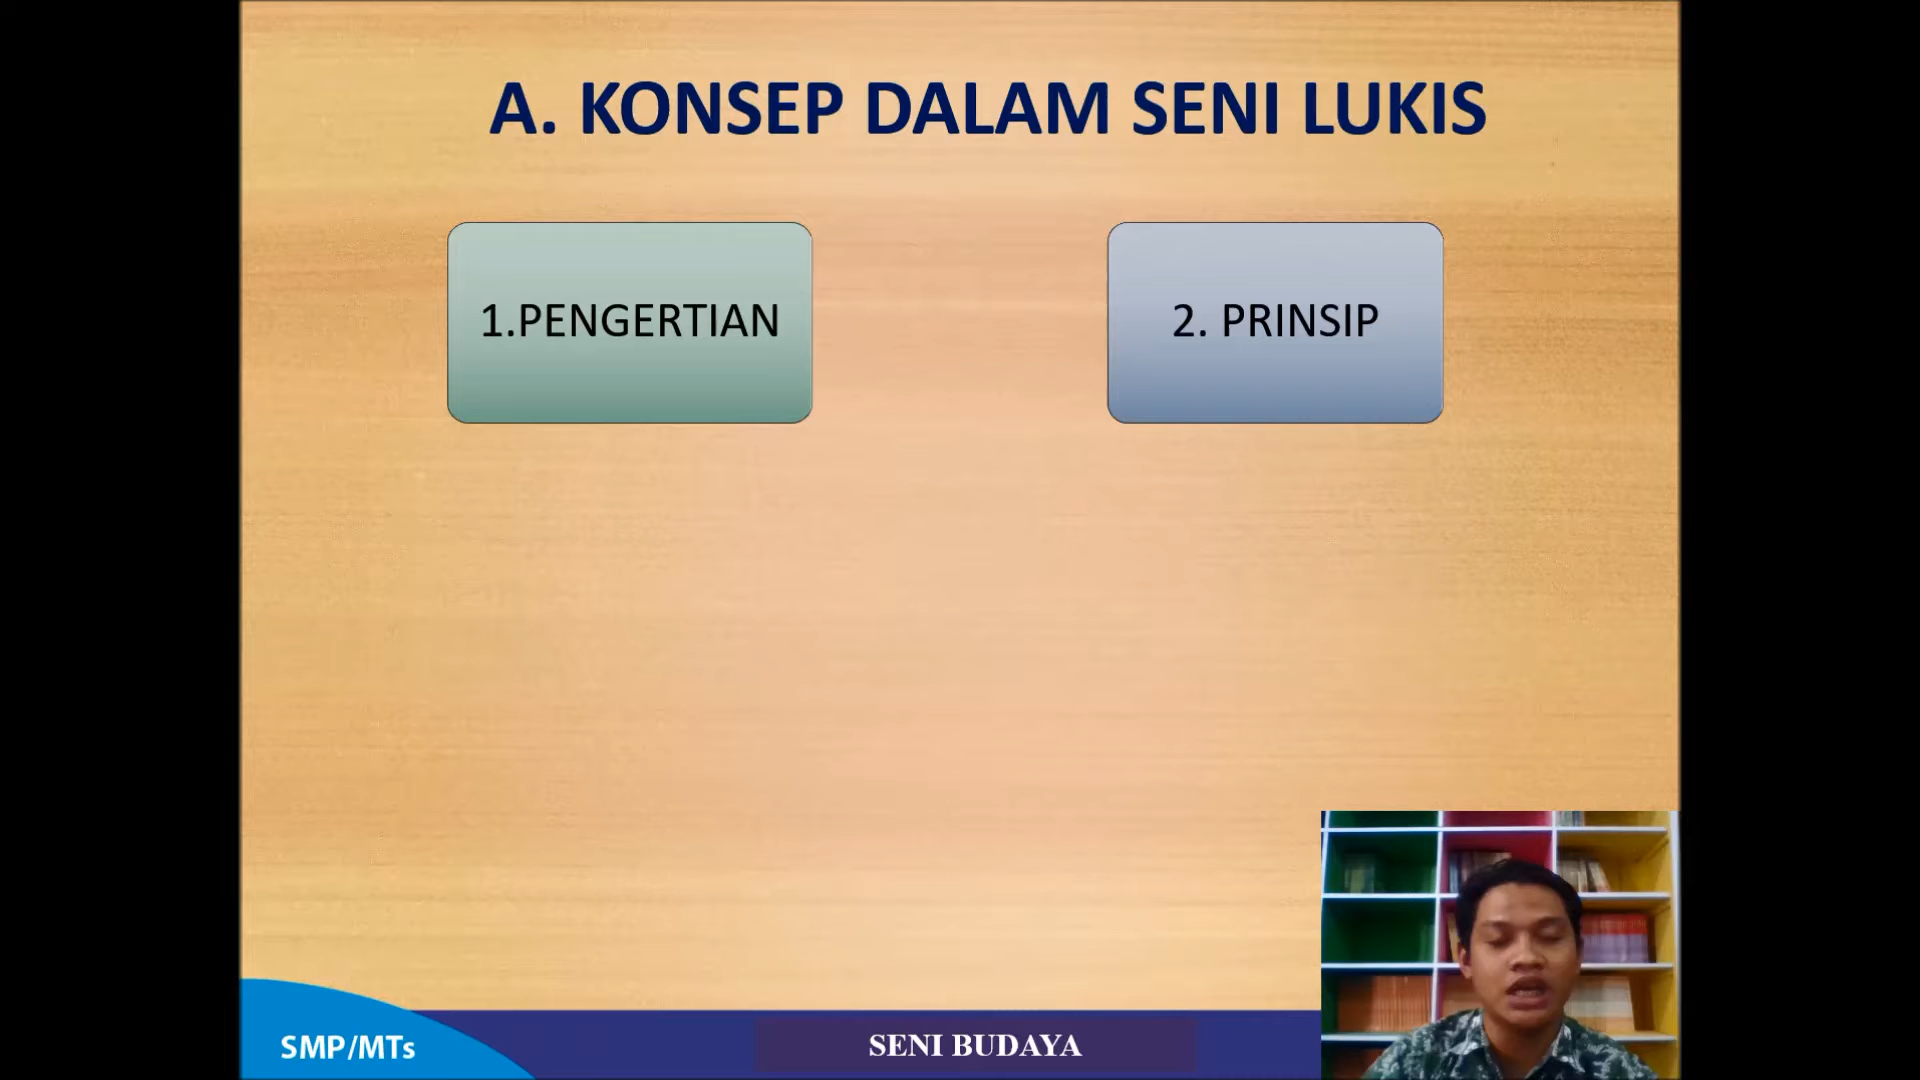 A. KONSEP DALAM SENI LUKIS
1.PENGERTIAN
2. PRINSIP
SMP/MTs
SENI BUDAYA